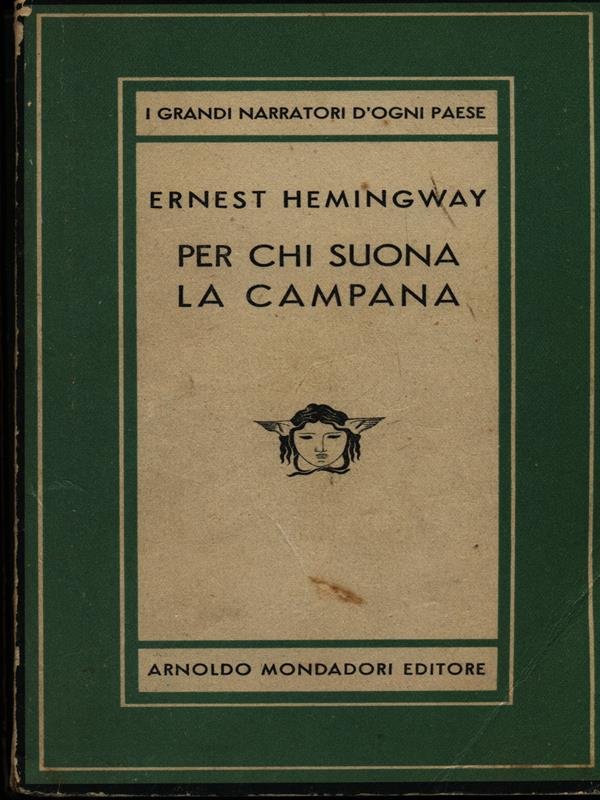 I GRANDI NARRATORI D'OGNI PAESE
ERNEST HEMINGWAY
PER CHI SUONA
LA CAMPANA
ARNOLDO MONDADORI EDITORE